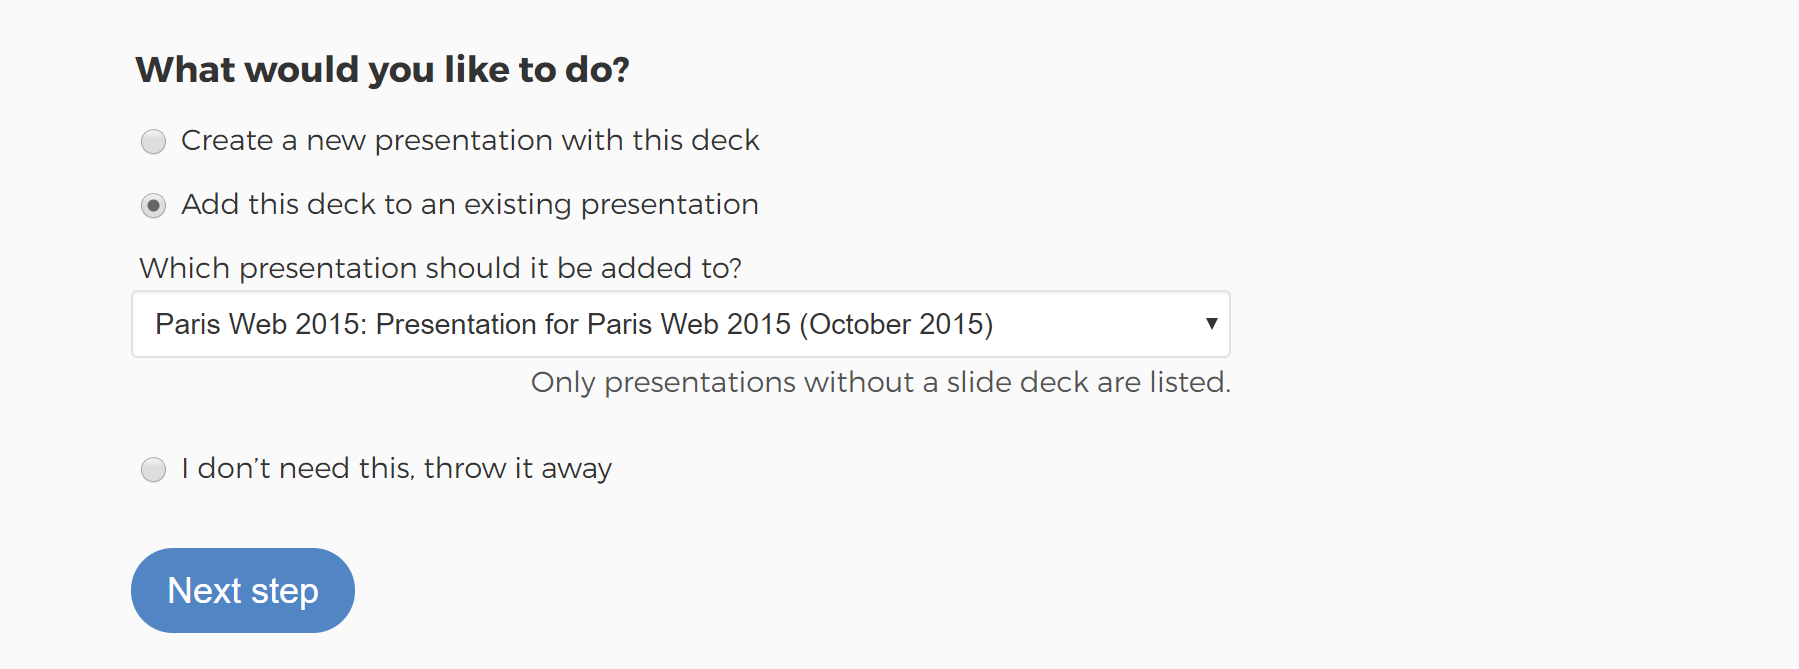 What would you like to do?
Create a new presentation with this deck
Add this deck to an existing presentation
Which presentation should it be added to?
Paris Web 2015: Presentation for Paris Web 2015 (October 2015)
Only presentations without a slide deck are listed.
I don’t need this, throw it away
Next step